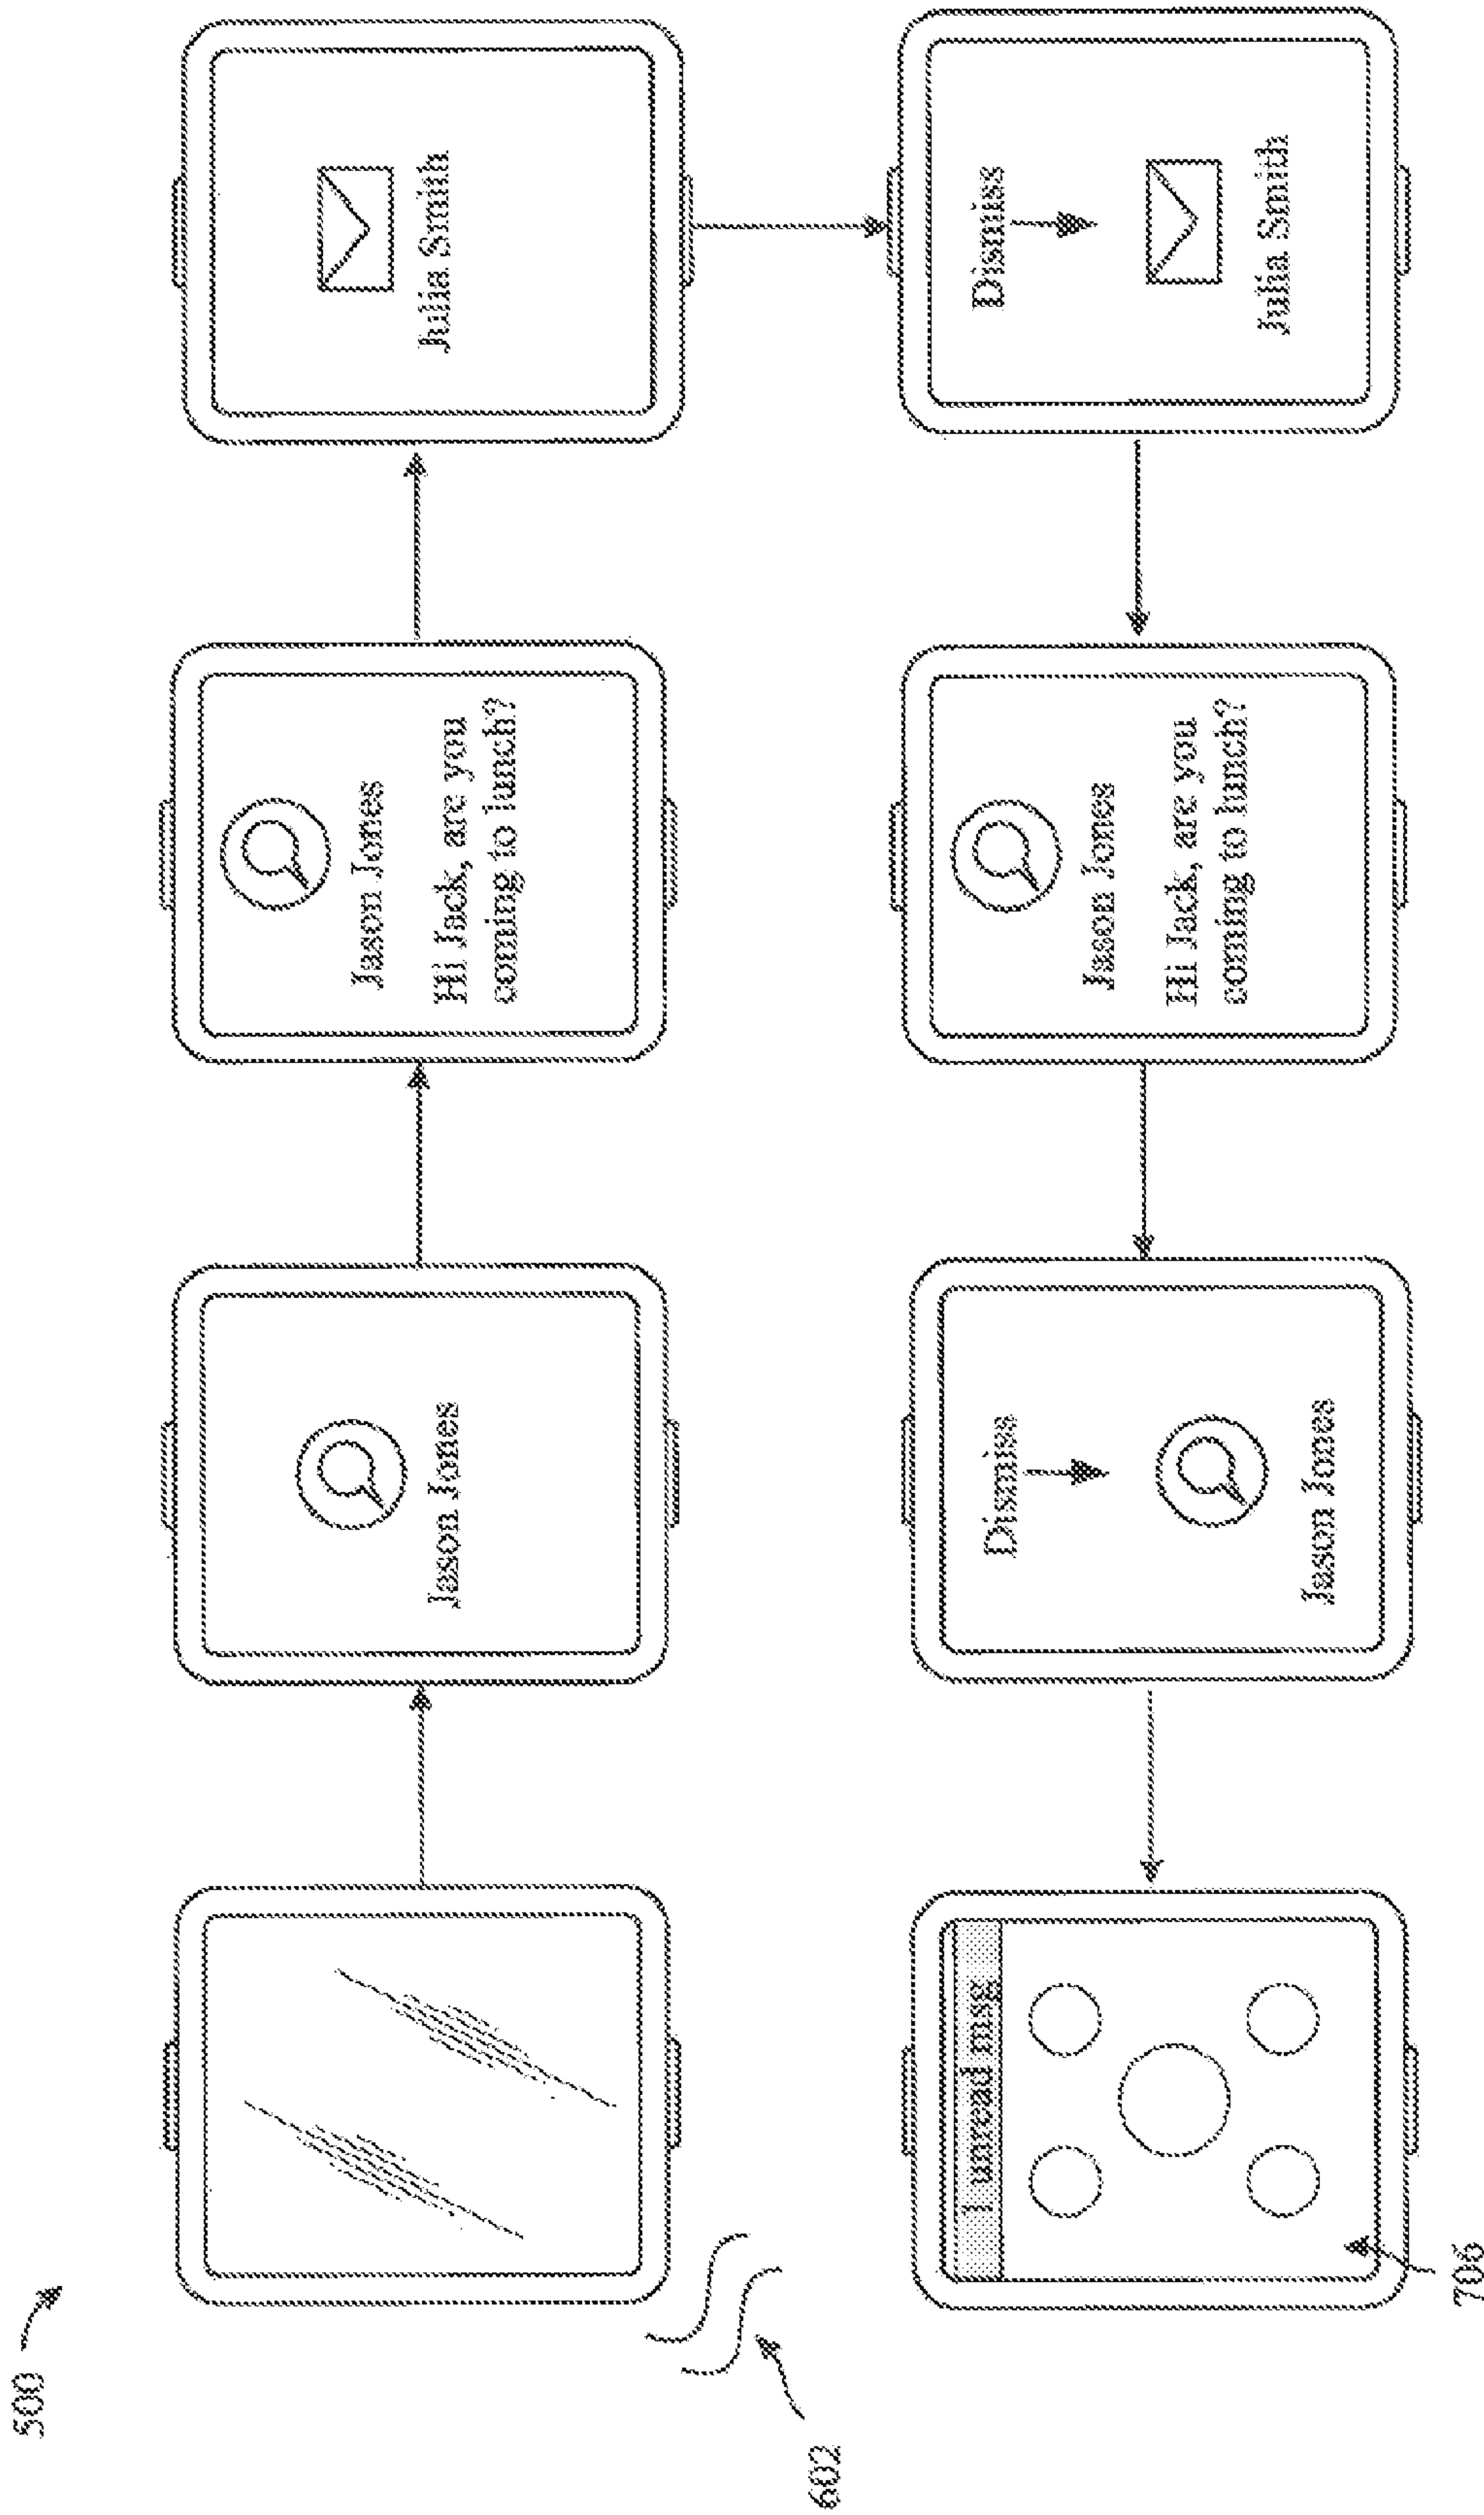 500
602
Jason Jones
Jason Jones
Hi Jack, are you
coming to lunch?
Julia Smith
Dismiss
Julia Smith
Jason Jones
Hi Jack, are you
coming to lunch?
Dismiss
Jason Jones
1 unread msg
706